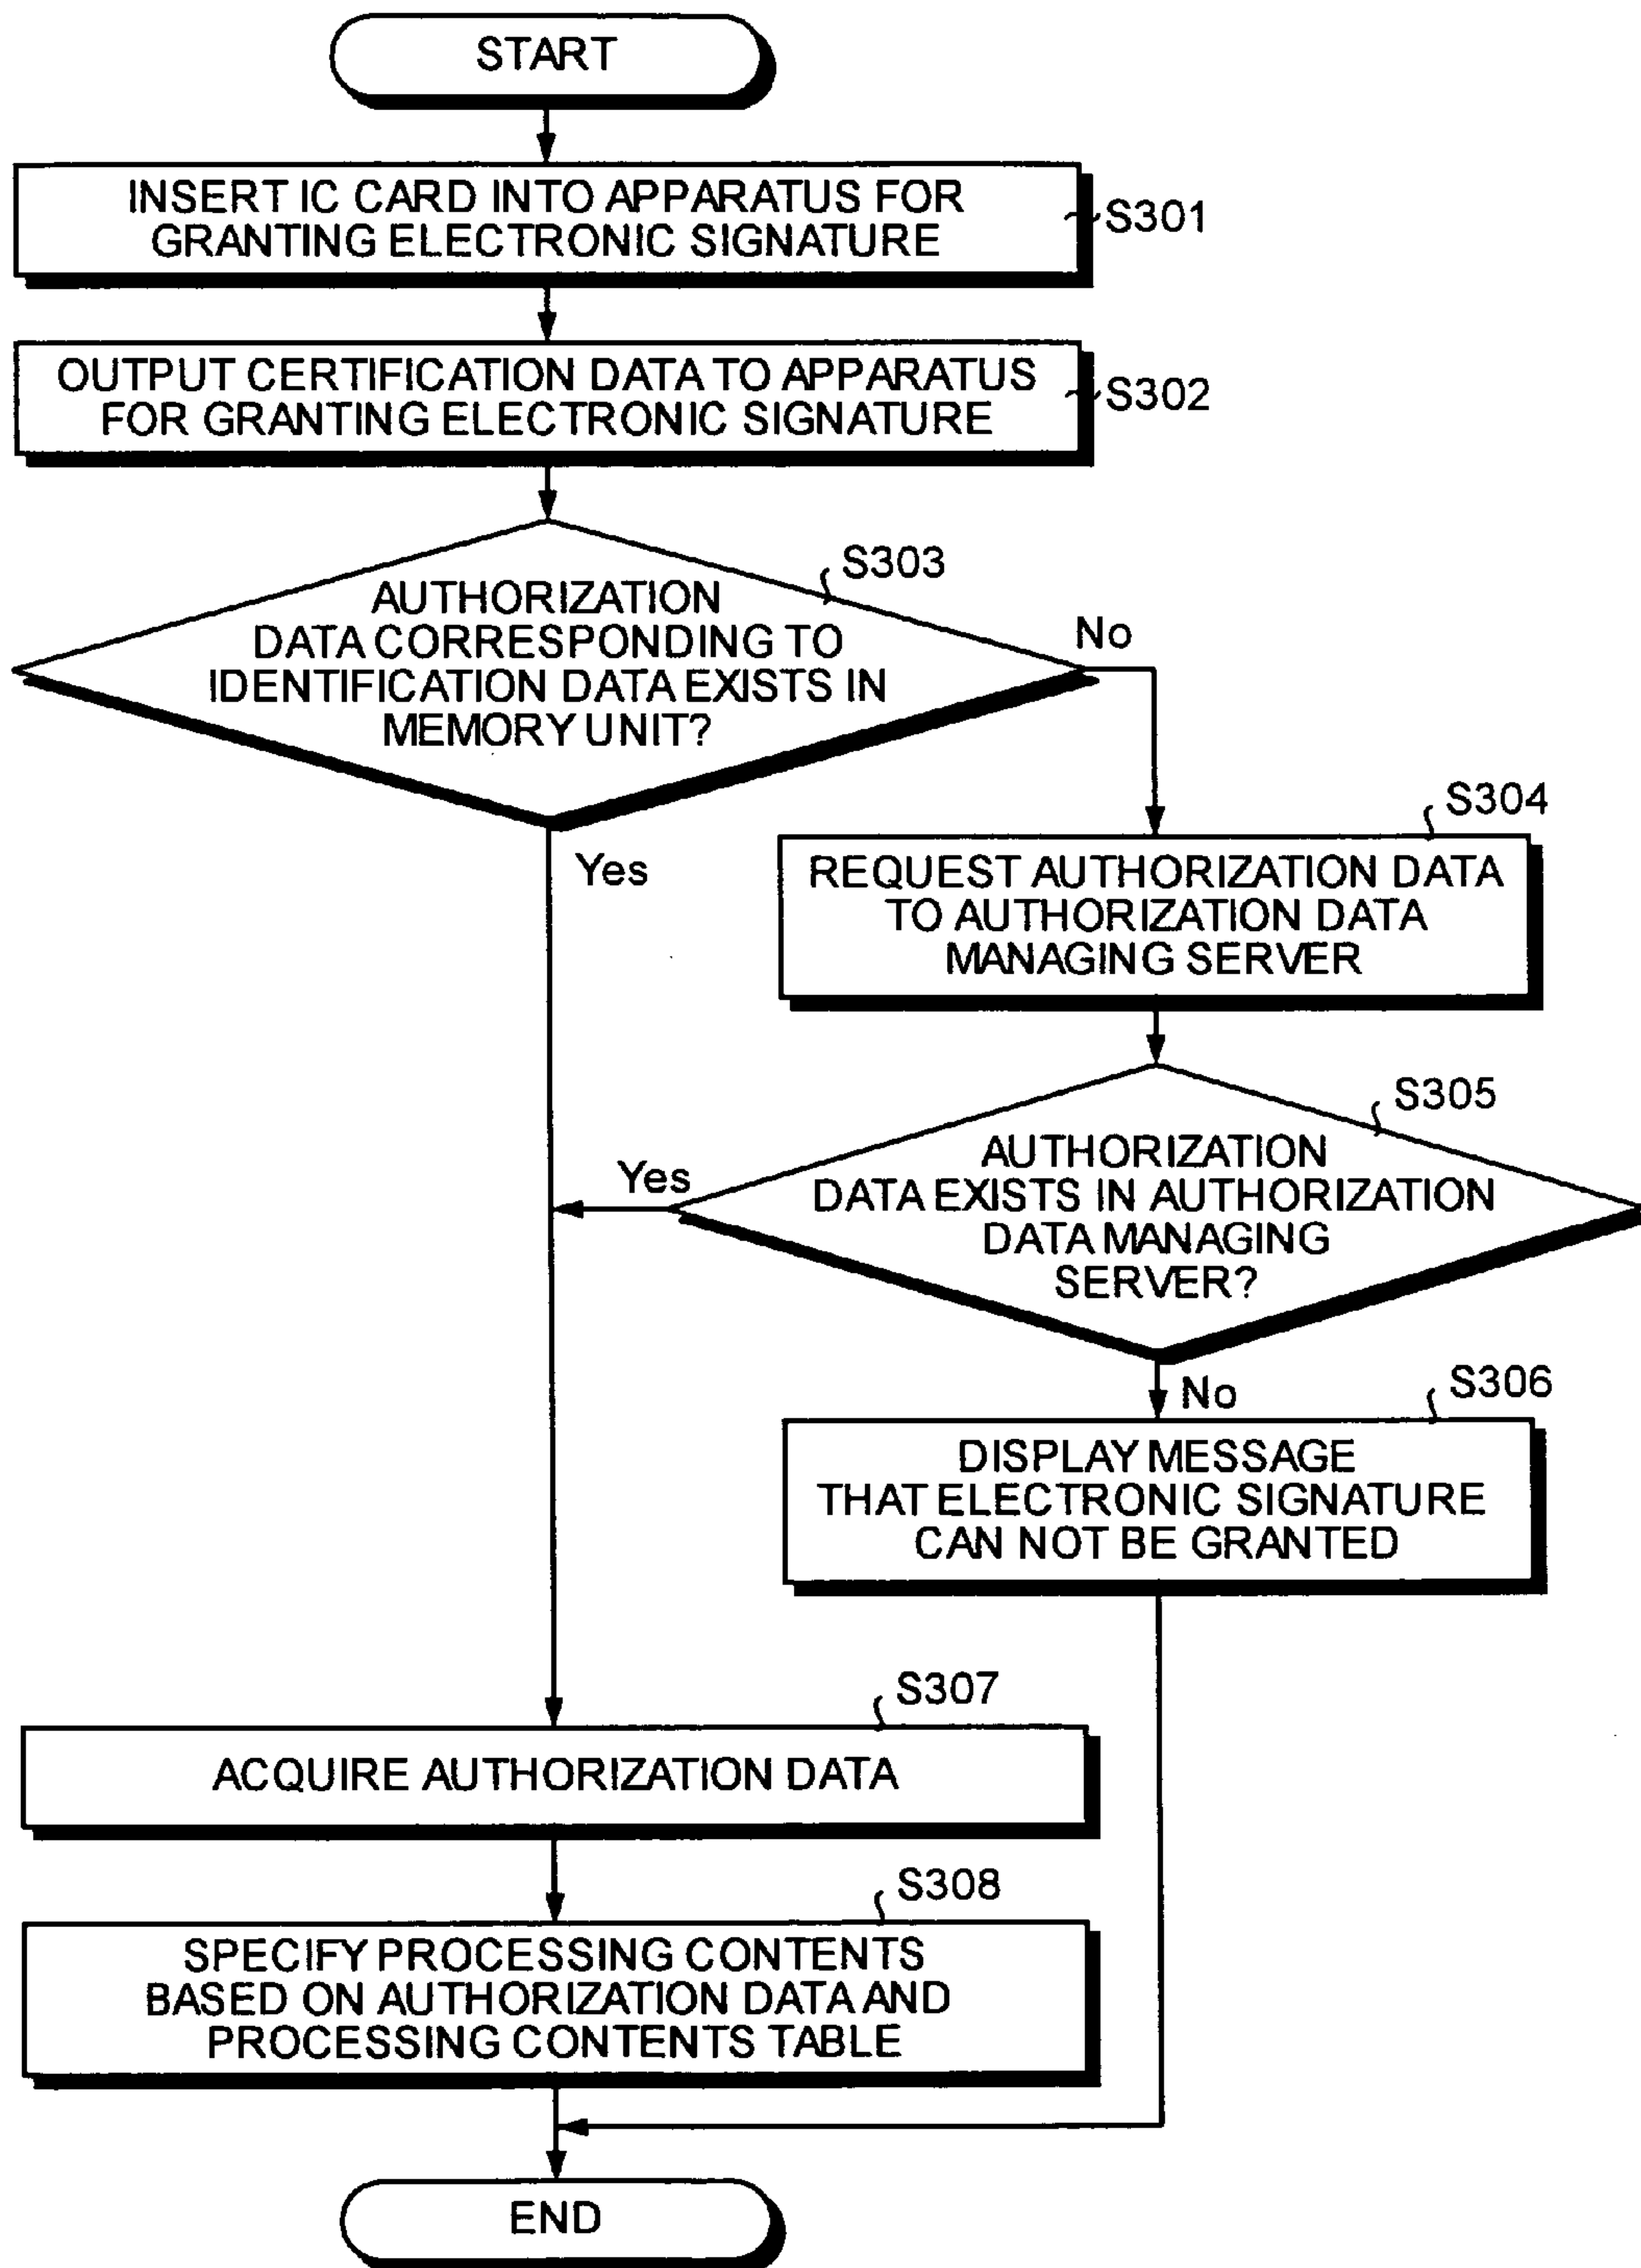 START
INSERT IC CARD INTO APPARATUS FOR
GRANTING ELECTRONIC SIGNATURE
S301
OUTPUT CERTIFICATION DATA TO APPARATUS
FOR GRANTING ELECTRONIC SIGNATURE
S302
S303
AUTHORIZATION
DATA CORRESPONDING TO
IDENTIFICATION DATA EXISTS IN
MEMORY UNIT?
No
Yes
S304
REQUEST AUTHORIZATION DATA
TO AUTHORIZATION DATA
MANAGING SERVER
S305
AUTHORIZATION
DATA EXISTS IN AUTHORIZATION
DATA MANAGING
SERVER?
Yes
No
S306
DISPLAY MESSAGE
THAT ELECTRONIC SIGNATURE
CAN NOT BE GRANTED
S307
ACQUIRE AUTHORIZATION DATA
S308
SPECIFY PROCESSING CONTENTS
BASED ON AUTHORIZATION DATA AND
PROCESSING CONTENTS TABLE
END